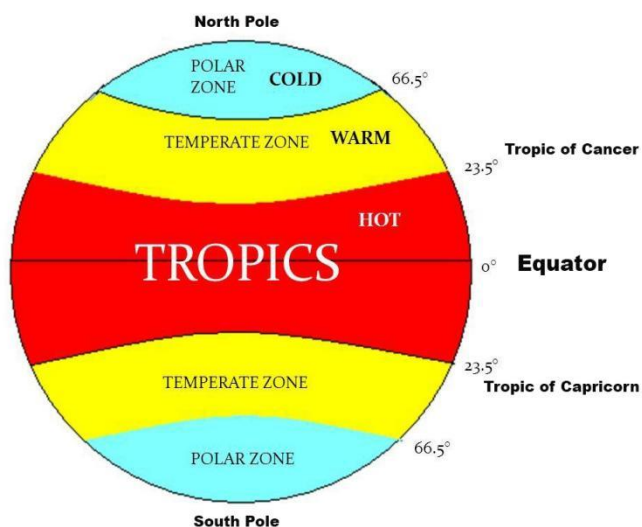 North Pole
POLAR
ZONE
COLD
66.5°
TEMPERATE ZONE
WARM
Tropic of Cancer
23.5°
HOT
TROPICS
0°
Equator
23.5°
TEMPERATE ZONE
Tropic of Capricorn
66.5°
POLAR ZONE
South Pole